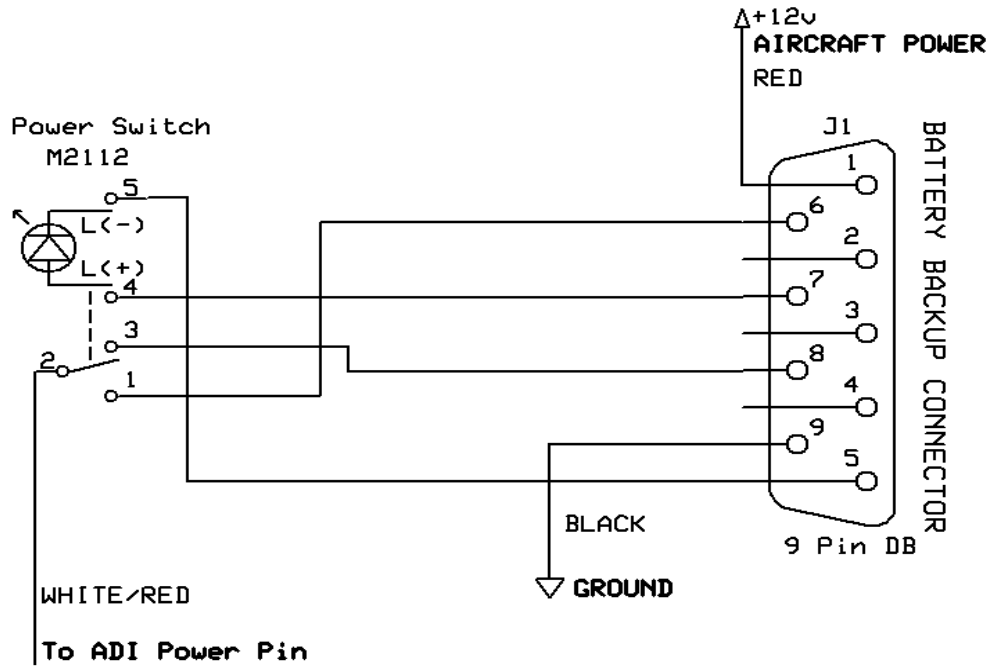 +12v
AIRCRAFT POWER
RED
Power Switch
M2112
J1
BATTERY BACKUP CONNECTOR
5
L(-)
L(+)
4
3
2
1
1
6
2
7
3
8
4
9
5
BLACK
9 Pin DB
GROUND
WHITE/RED
To ADI Power Pin